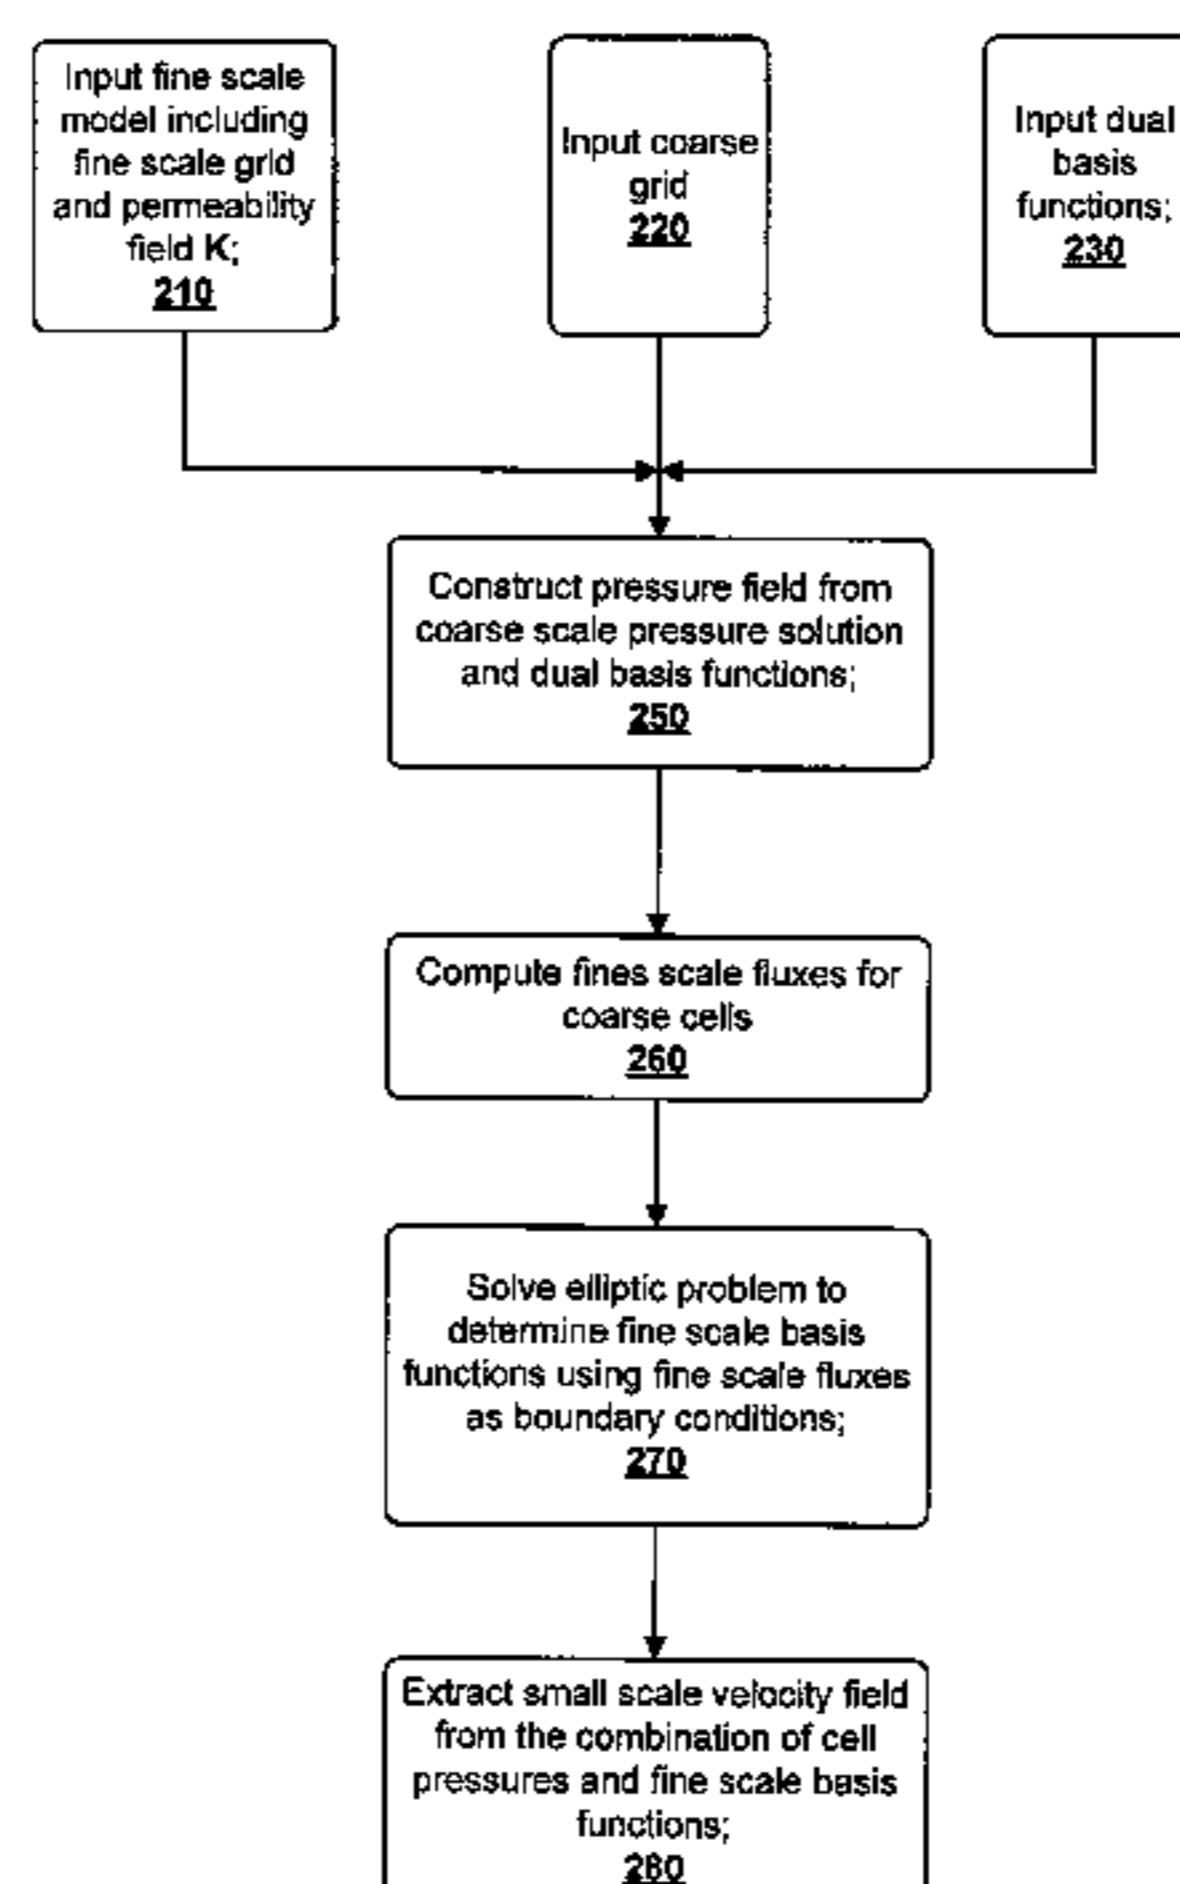 Input fine scale
model including
fine scale grid
and permeability
field K;
210
Input coarse
grid
220
Input dual
basis
functions;
230
Construct pressure field from
coarse scale pressure solution
and dual basis functions;
250
Compute fines scale fluxes for
coarse cells
260
Solve elliptic problem to
determine fine scale basis
functions using fine scale fluxes
as boundary conditions;
270
Extract small scale velocity field
from the combination of cell
pressures and fine scale basis
functions;
280